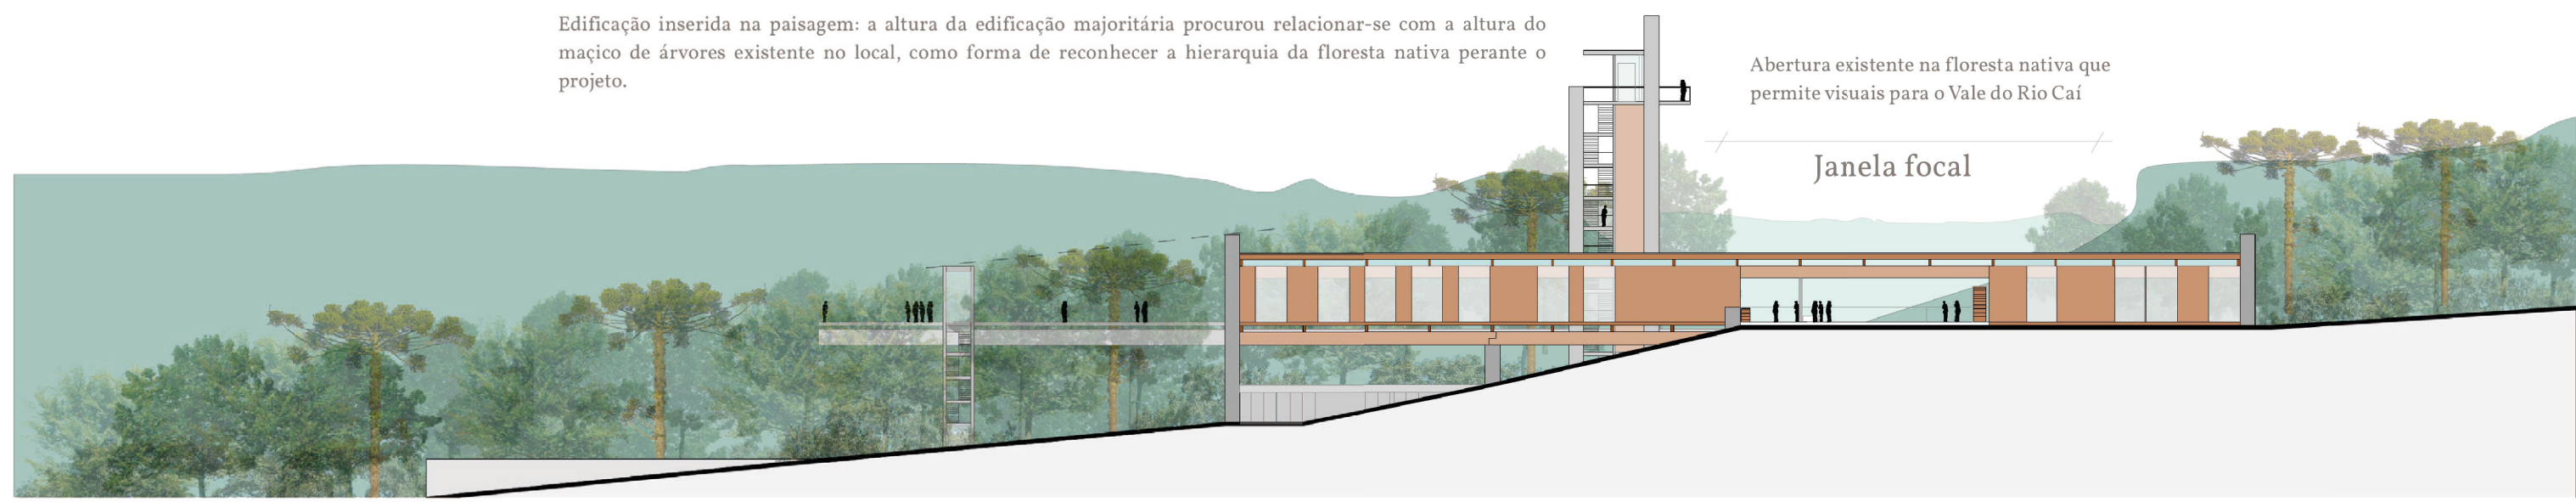 Edificação inserida na paisagem: a altura da edificação majoritária procurou relacionar-se com a altura do
maçico de árvores existente no local, como forma de reconhecer a hierarquia da floresta nativa perante o
projeto.
Abertura existente na floresta nativa que
permite visuais para o Vale do Rio Caí
Janela focal